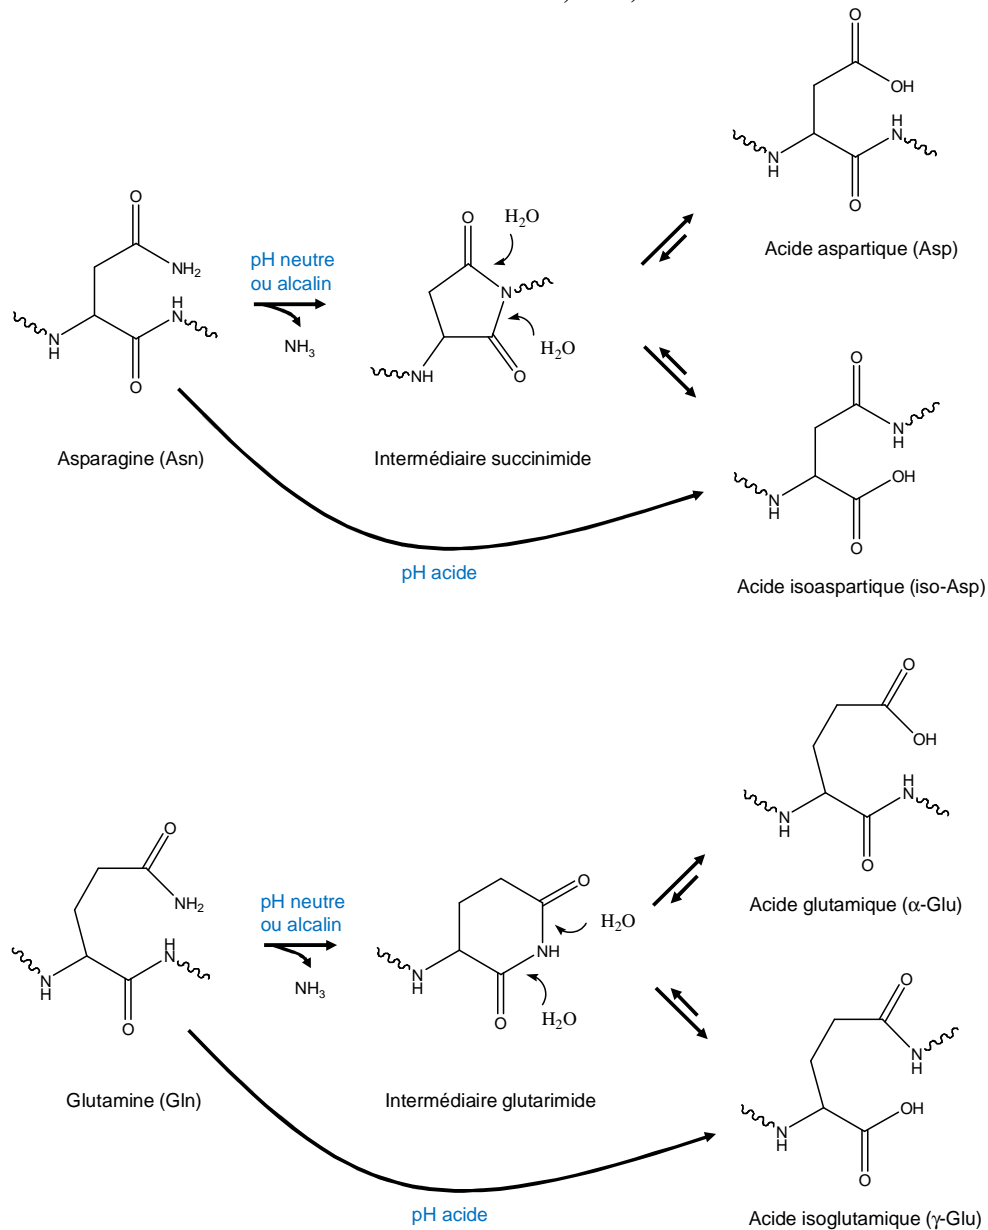 O
OH
H
N
N
H
O
Acide aspartique (Asp)
O
NH2
H
N
N
H
O
Asparagine (Asn)
pH neutre
ou alcalin
NH3
O
H2O
N
H2O
NH
O
Intermédiaire succinimide
O
N
H
N
H
OH
O
Acide isoaspartique (iso-Asp)
pH acide
O
OH
H
N
N
H
O
Acide glutamique (α-Glu)
O
NH2
H
N
N
H
O
Glutamine (Gln)
pH neutre
ou alcalin
NH3
O
H2O
NH
N
H
O
H2O
Intermédiaire glutarimide
O
N
H
N
H
OH
O
Acide isoglutamique (γ-Glu)
pH acide